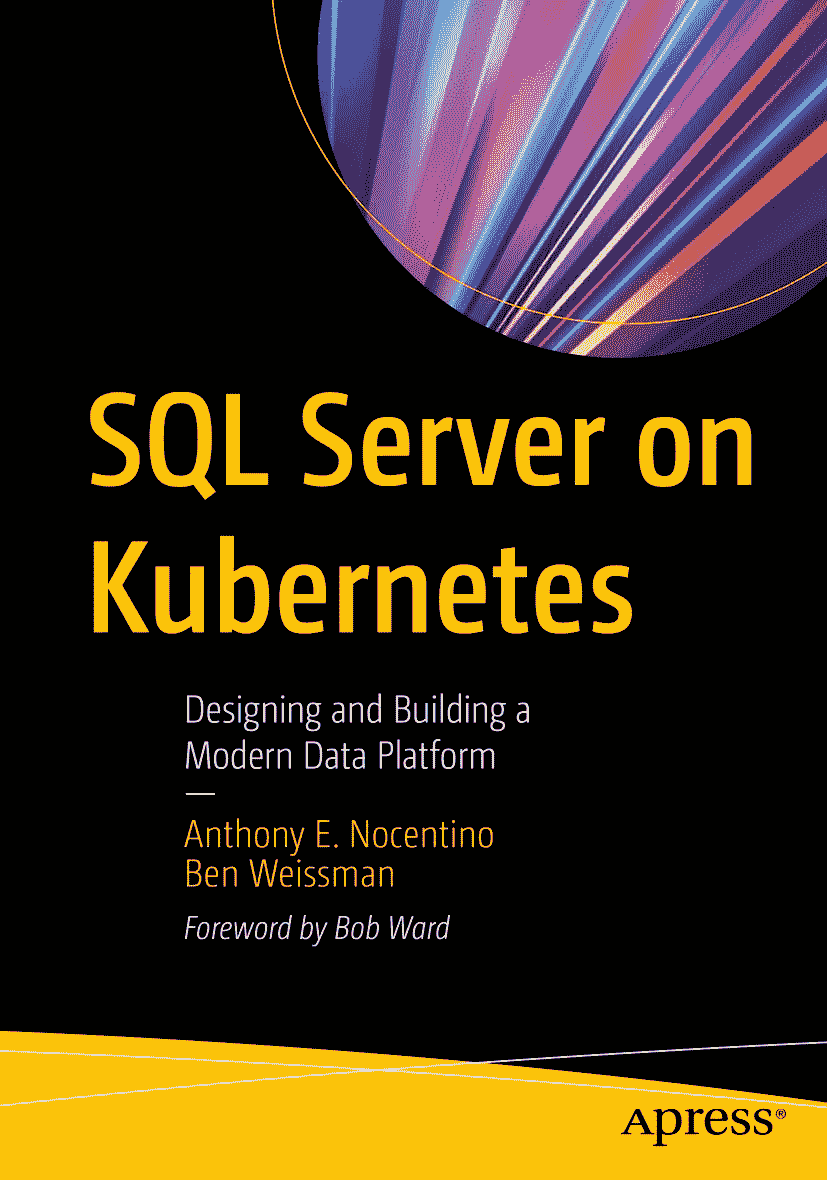 SQL Server on
Kubernetes
Designing and Building a
Modern Data Platform
Anthony E. Nocentino
Ben Weissman
Foreword by Bob Ward
Apress®